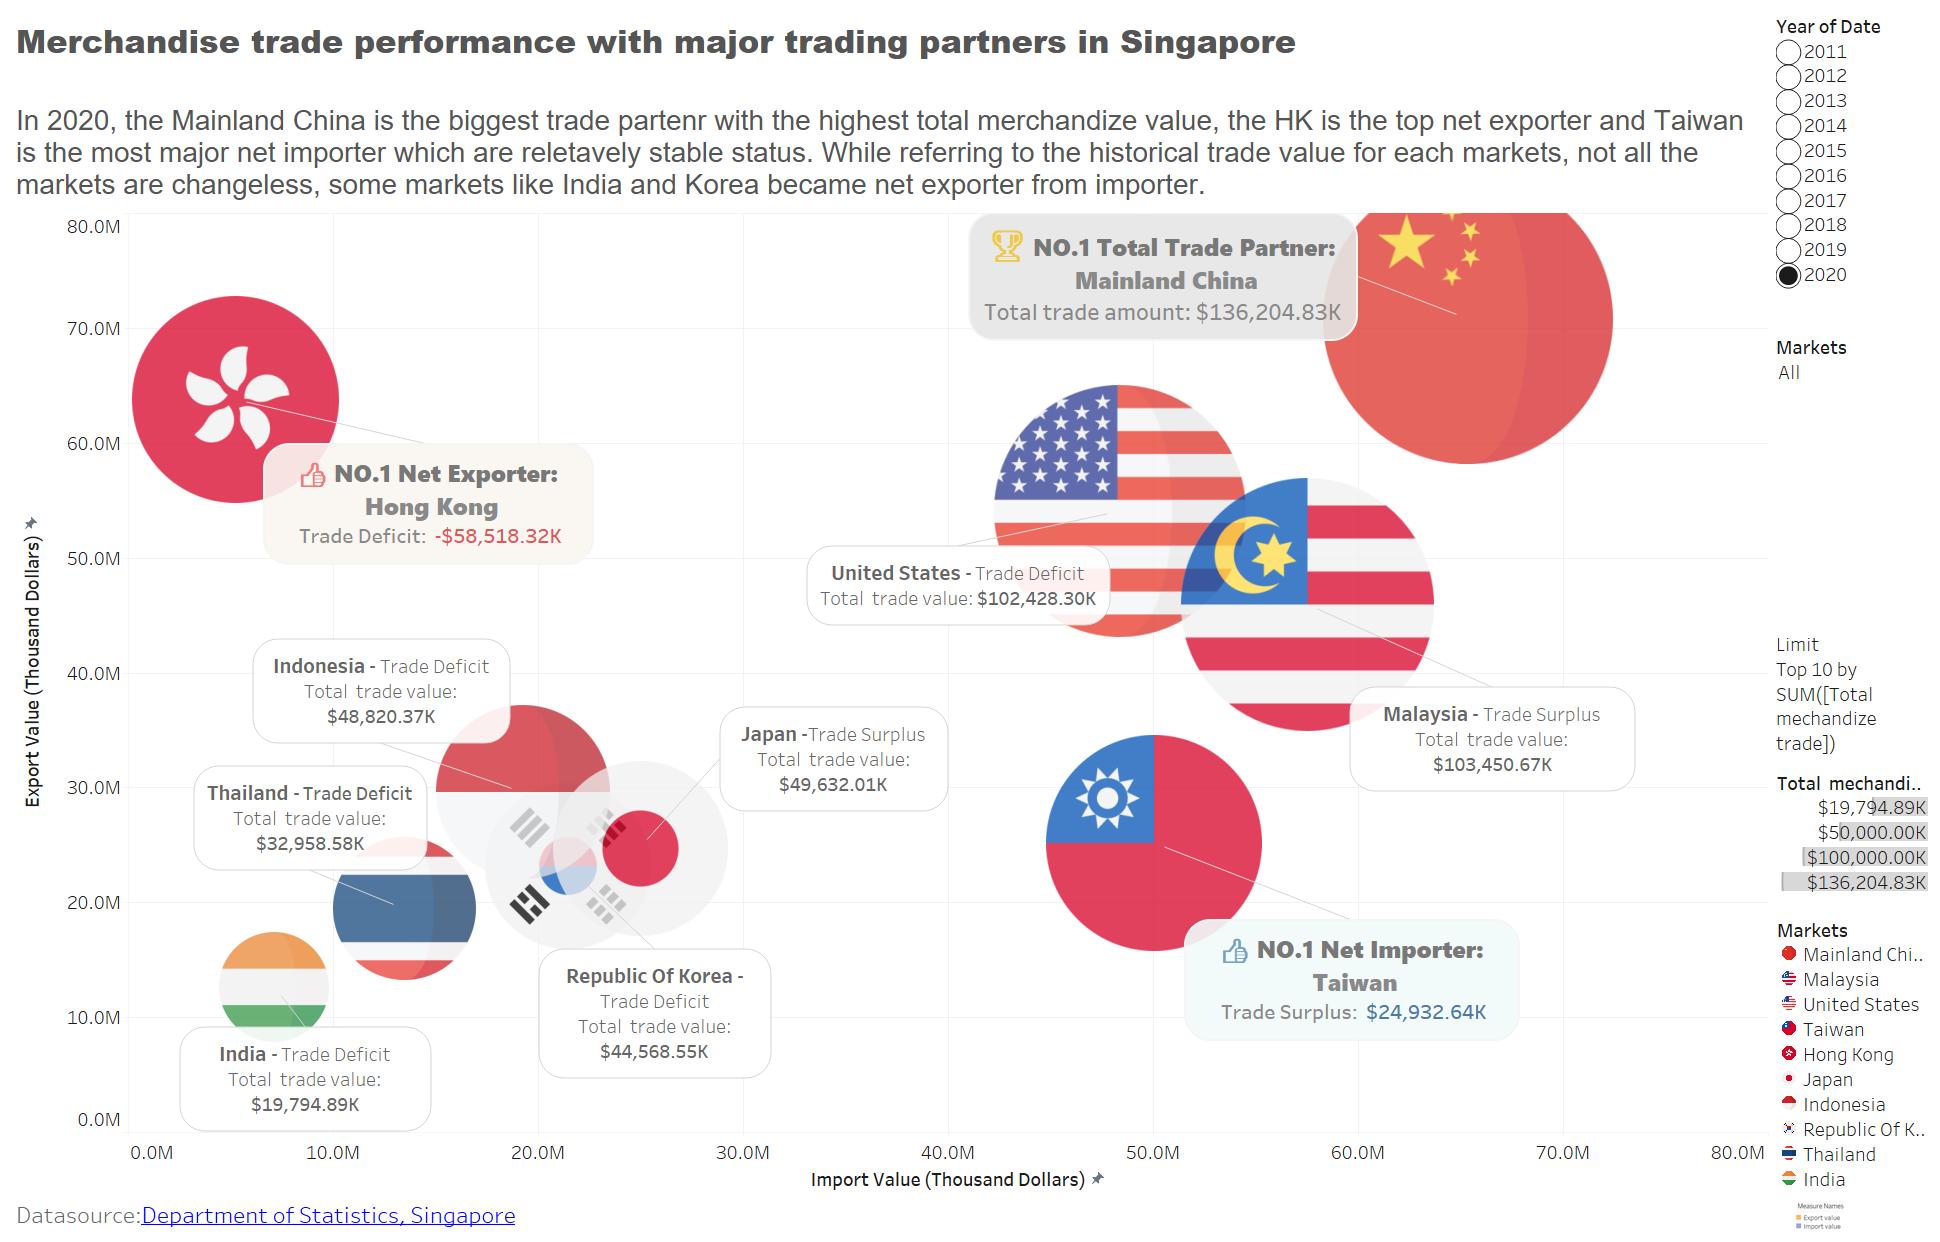 Merchandise trade performance with major trading partners in Singapore
In 2020, the Mainland China is the biggest trade partenr with the highest total merchandize value, the HK is the top net exporter and Taiwan
is the most major net importer which are reletavely stable status. While referring to the historical trade value for each markets, not all the
markets are changeless, some markets like India and Korea became net exporter from importer.
Export Value (Thousand Dollars)
80.0M
70.0M
60.0M
50.0M
40.0M
30.0M
20.0M
10.0M
0.0M
NO.1 Total Trade Partner:
Mainland China
Total trade amount: $136,204.83K
NO.1 Net Exporter:
Hong Kong
Trade Deficit: -$58,518.32K
United States - Trade Deficit
Total trade value: $102,428.30K
Indonesia - Trade Deficit
Total trade value:
$48,820.37K
Japan -Trade Surplus
Total trade value:
$49,632.01K
Malaysia - Trade Surplus
Total trade value:
$103,450.67K
Thailand - Trade Deficit
Total trade value:
$32,958.58K
NO.1 Net Importer:
Taiwan
Trade Surplus: $24,932.64K
Republic Of Korea -
Trade Deficit
Total trade value:
$44,568.55K
India - Trade Deficit
Total trade value:
$19,794.89K
0.0M
10.0M
20.0M
30.0M
40.0M
50.0M
60.0M
70.0M
80.0M
Import Value (Thousand Dollars)
Datasource:Department of Statistics, Singapore
Year of Date
2011
2012
2013
2014
2015
2016
2017
2018
2019
2020
Markets
All
Limit
Top 10 by
SUM([Total
mechandize
trade])
Total mechandi..
$19,794.89K
$50,000.00K
$100,000.00K
$136,204.83K
Markets
Mainland Chi..
Malaysia
United States
Taiwan
Hong Kong
Japan
Indonesia
Republic Of K..
Thailand
India
Measure Names
Export value
Import value